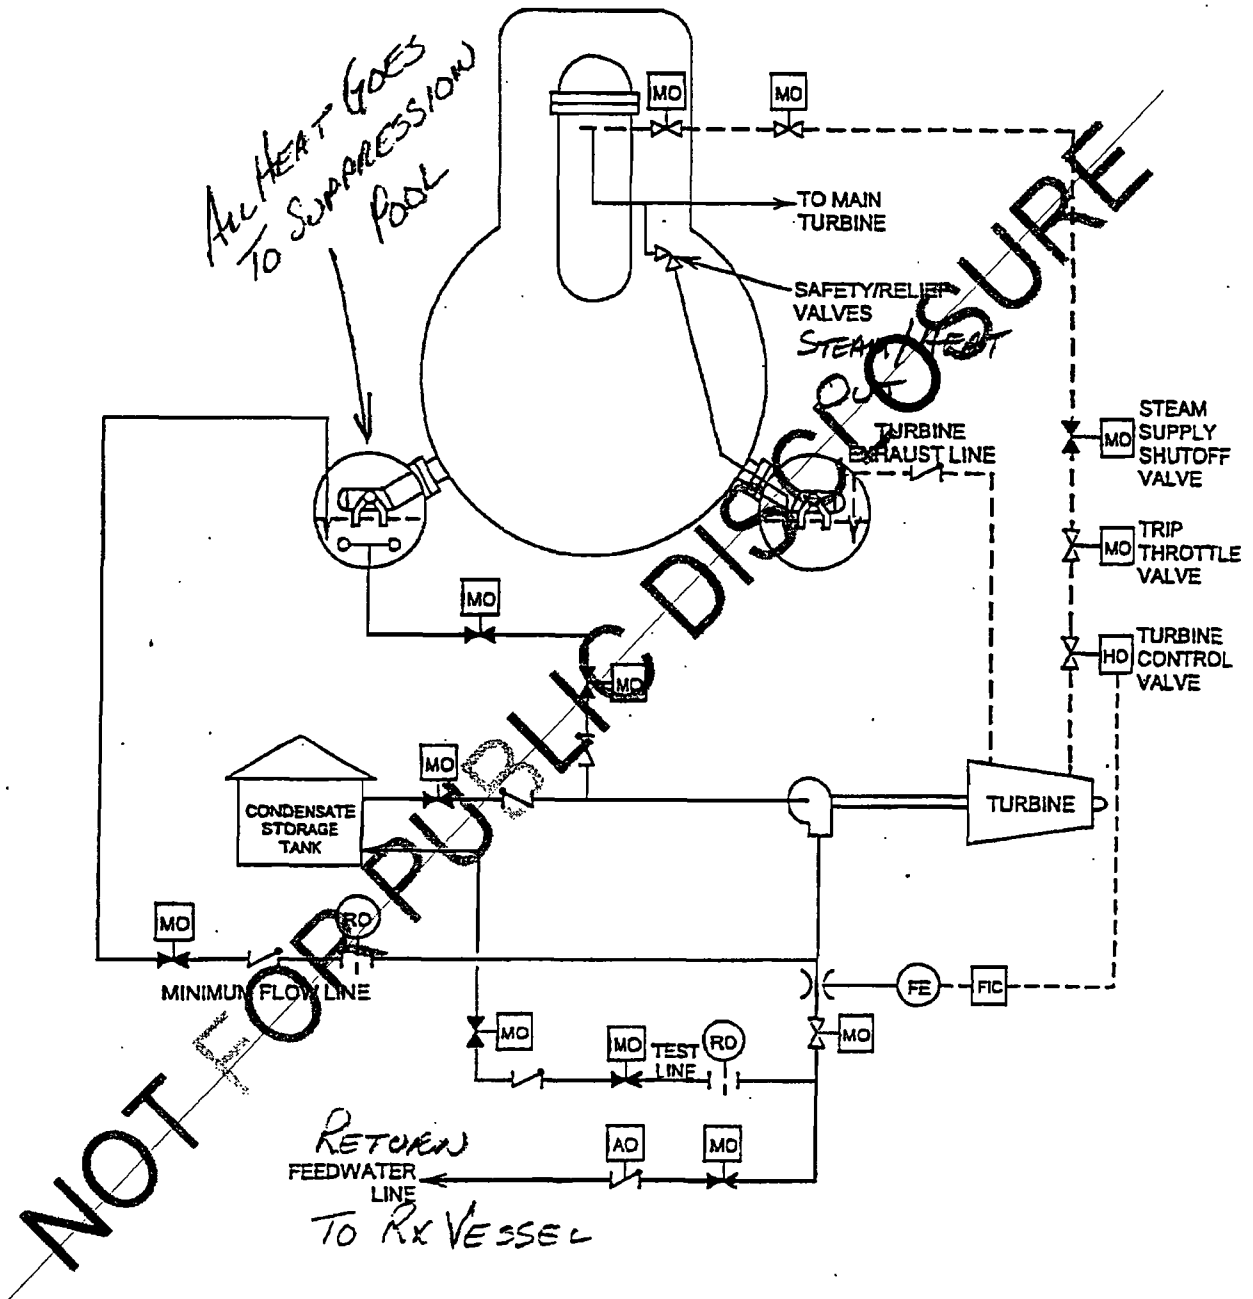 ALL HEAT GOES
TO SUPPRESSION
POOL
MO
MO
TO MAIN
TURBINE
SAFETY/RELIEF
VALVES
STEAM HEAT
TURBINE
EXHAUST LINE
MO
STEAM
SUPPLY
SHUTOFF
VALVE
MO
TRIP
THROTTLE
VALVE
HO
TURBINE
CONTROL
VALVE
MO
MO
MO
CONDENSATE
STORAGE
TANK
TURBINE
MO
RO
MINIMUM FLOW LINE
FE
FIC
MO
MO
MO
TEST
LINE
RO
AO
MO
RETURN
FEEDWATER
LINE
TO RX VESSEL
NOT FOR PUBLIC DISCLOSURE